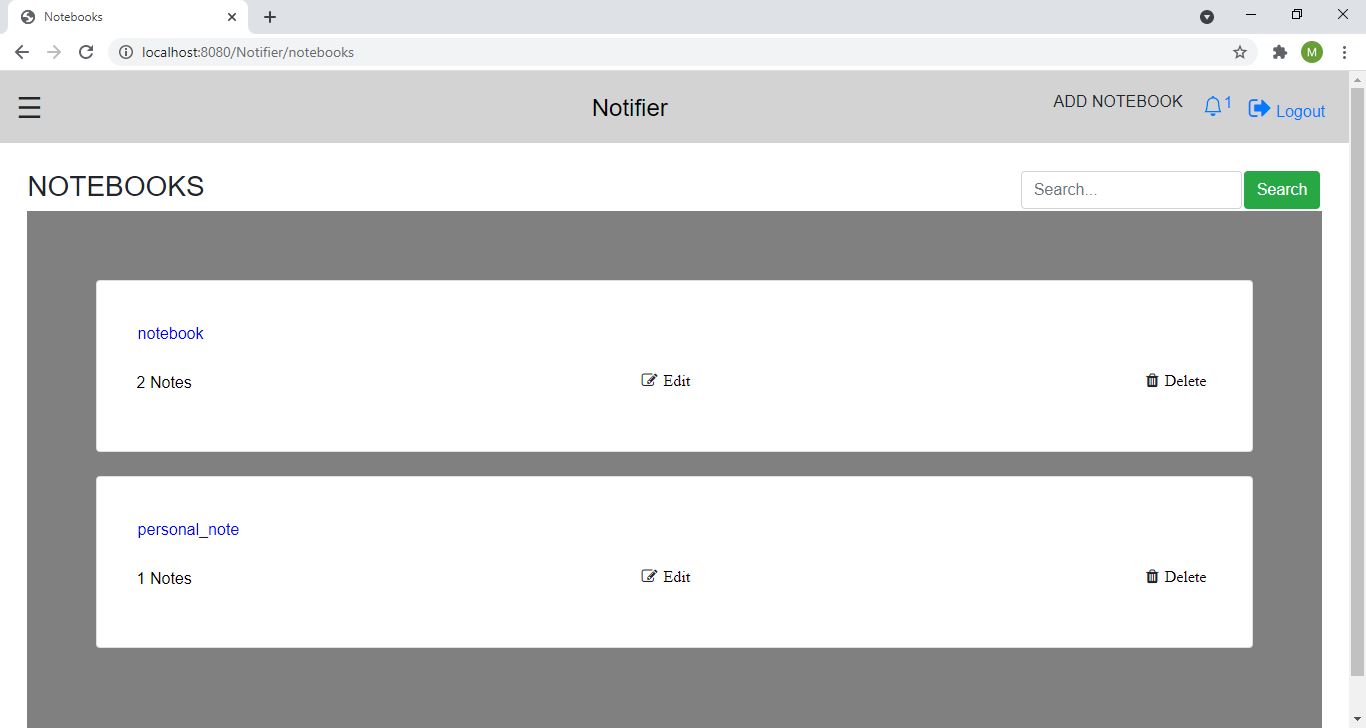 Notebooks
localhost:8080/Notifier/notebooks
M
Notifier
ADD NOTEBOOK
1
Logout
NOTEBOOKS
Search...
Search
notebook
2 Notes
Edit
Delete
personal_note
1 Notes
Edit
Delete